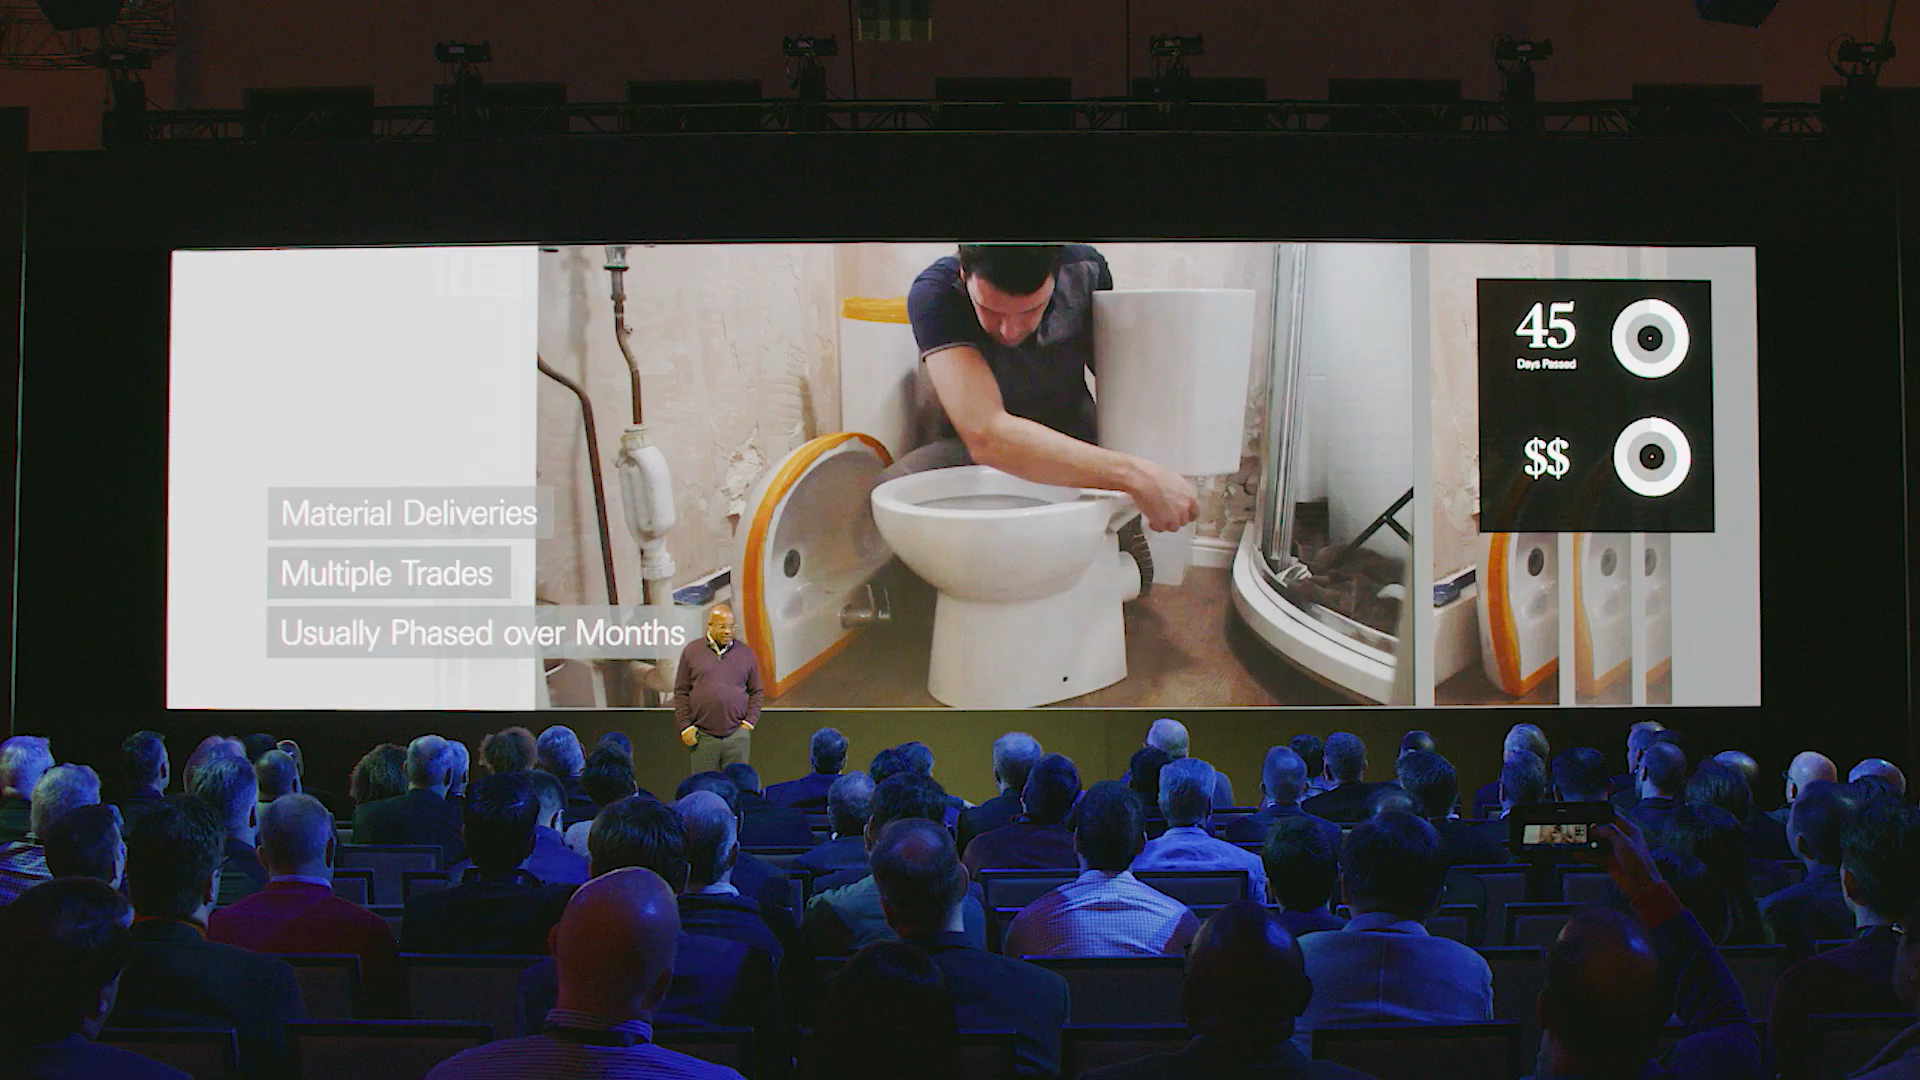 Material Deliveries
Multiple Trades
Usually Phased over Months
45
Days Passed
$$